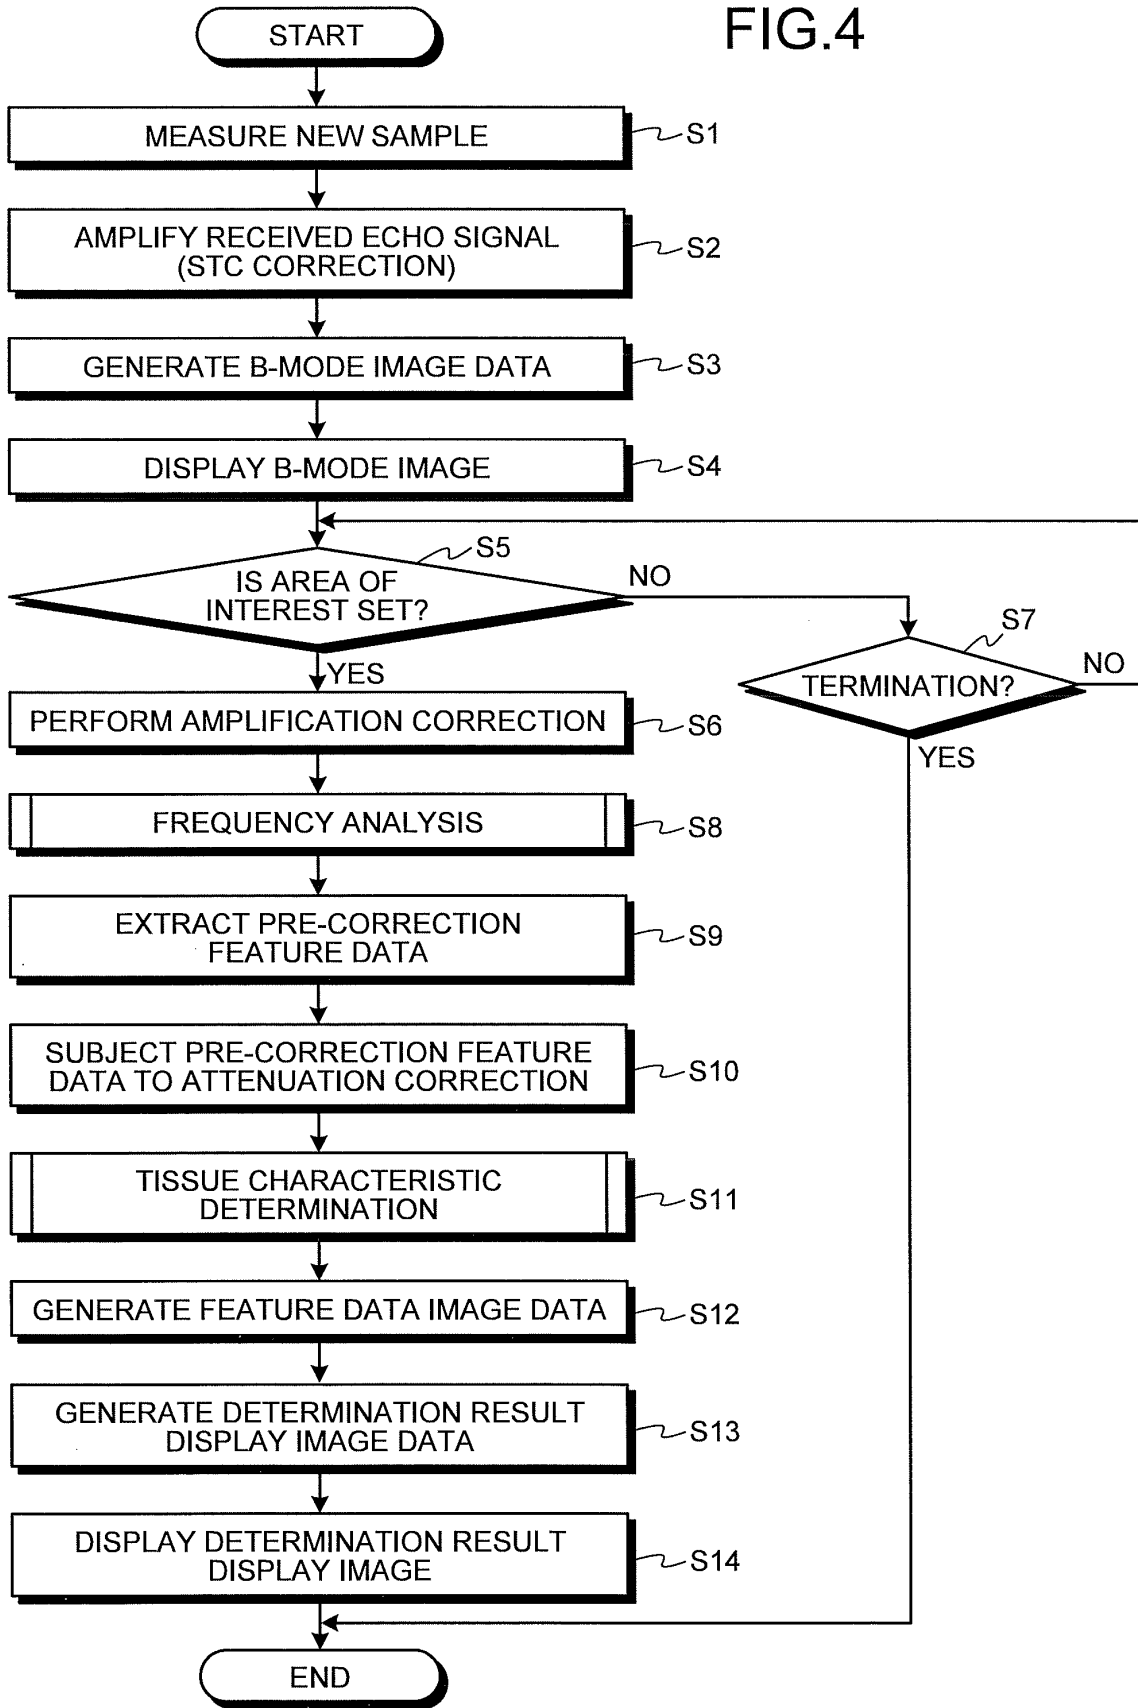 FIG.4
START
MEASURE NEW SAMPLE
S1
AMPLIFY RECEIVED ECHO SIGNAL
(STC CORRECTION)
S2
GENERATE B-MODE IMAGE DATA
S3
DISPLAY B-MODE IMAGE
S4
S5
IS AREA OF
INTEREST SET?
NO
YES
S7
TERMINATION?
NO
YES
PERFORM AMPLIFICATION CORRECTION
S6
FREQUENCY ANALYSIS
S8
EXTRACT PRE-CORRECTION
FEATURE DATA
S9
SUBJECT PRE-CORRECTION FEATURE
DATA TO ATTENUATION CORRECTION
S10
TISSUE CHARACTERISTIC
DETERMINATION
S11
GENERATE FEATURE DATA IMAGE DATA
S12
GENERATE DETERMINATION RESULT
DISPLAY IMAGE DATA
S13
DISPLAY DETERMINATION RESULT
DISPLAY IMAGE
S14
END